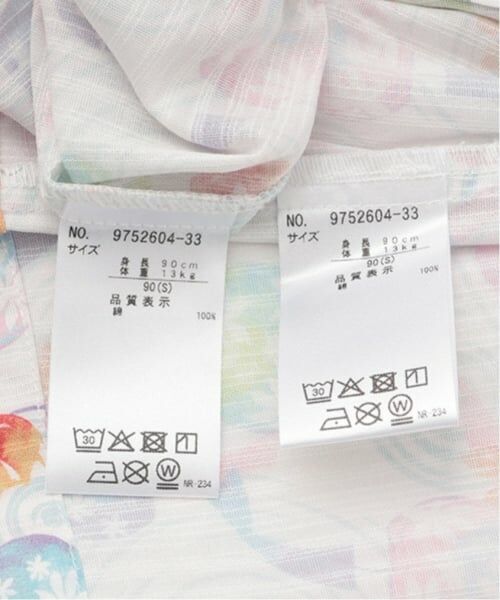 NO. 9752604-33
サイズ
身長 90cm
体重 13kg
90(S)
品質表示
綿 100%
30
W
NR-234
NO. 9752604-33
サイズ
身長 90cm
体重 13kg
90(S)
品質表示
綿 100%
30
W
NR-234